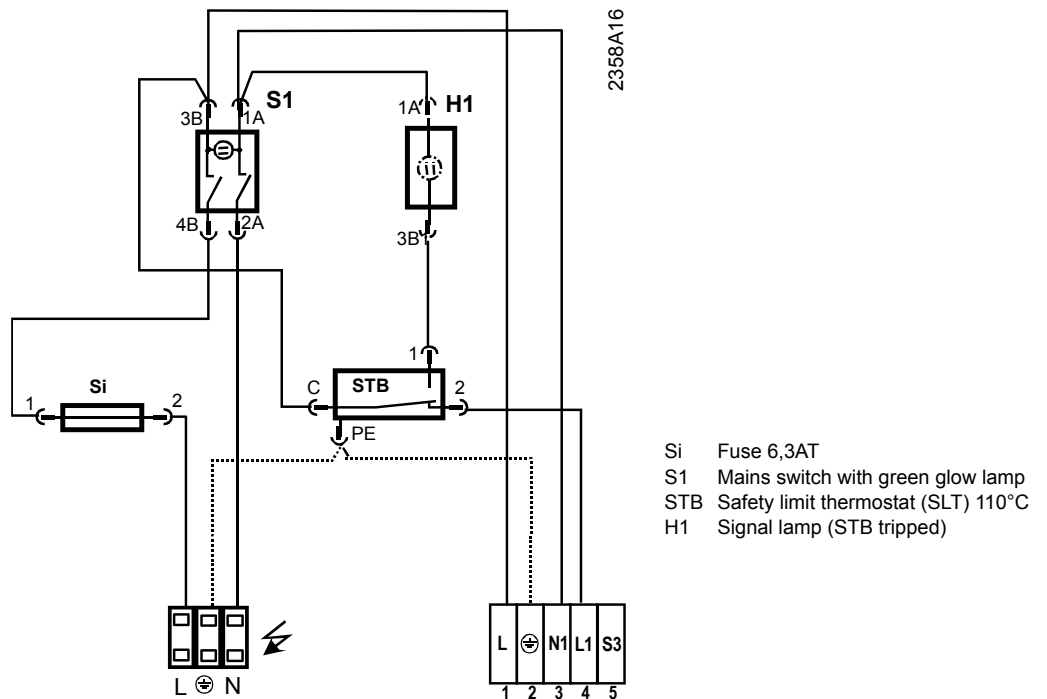 2358A16
S1
H1
3B
1A
1A
4B
2A
3B1
1
STB
C
2
PE
Si
1
2
Si Fuse 6,3AT
S1 Mains switch with green glow lamp
STB Safety limit thermostat (SLT) 110°C
H1 Signal lamp (STB tripped)
L N1 L1 S3
L N
1 2 3 4 5